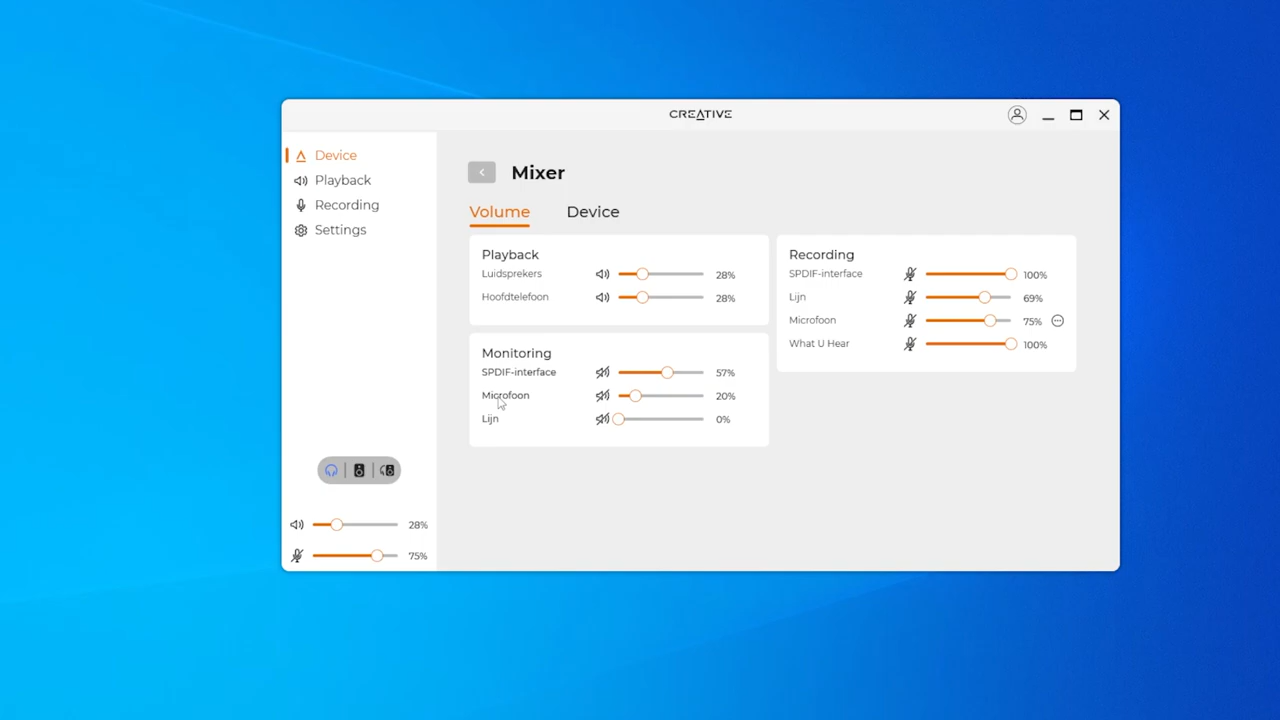 CREATIVE
Device
Playback
Recording
Settings
28%
75%
Mixer
Volume Device
Playback
Luidsprekers 28%
Hoofdtelefoon 28%
Monitoring
SPDIF-interface 57%
Microfoon 20%
Lijn 0%
Recording
SPDIF-interface 100%
Lijn 69%
Microfoon 75%
What U Hear 100%